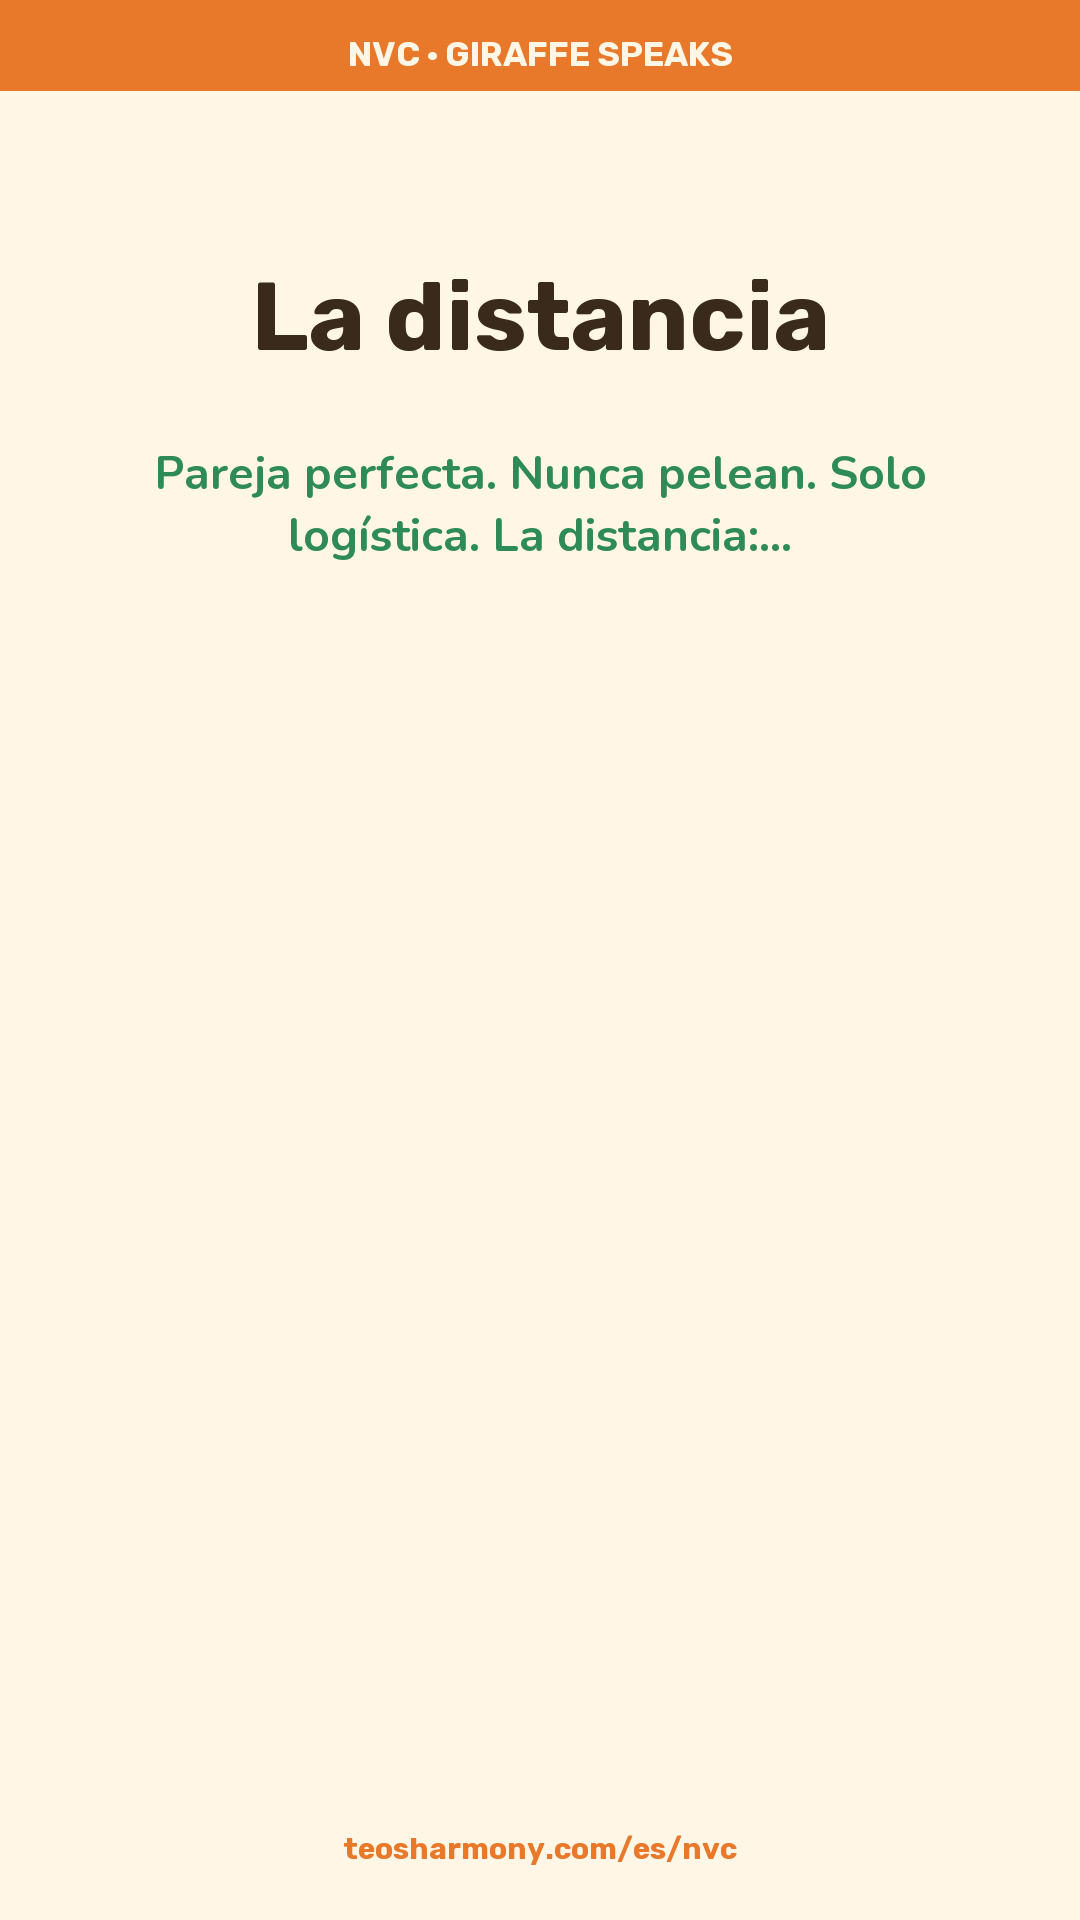 NVC • GIRAFFE SPEAKS
La distancia
Pareja perfecta. Nunca pelean. Solo
logística. La distancia:...
teosharmony.com/es/nvc